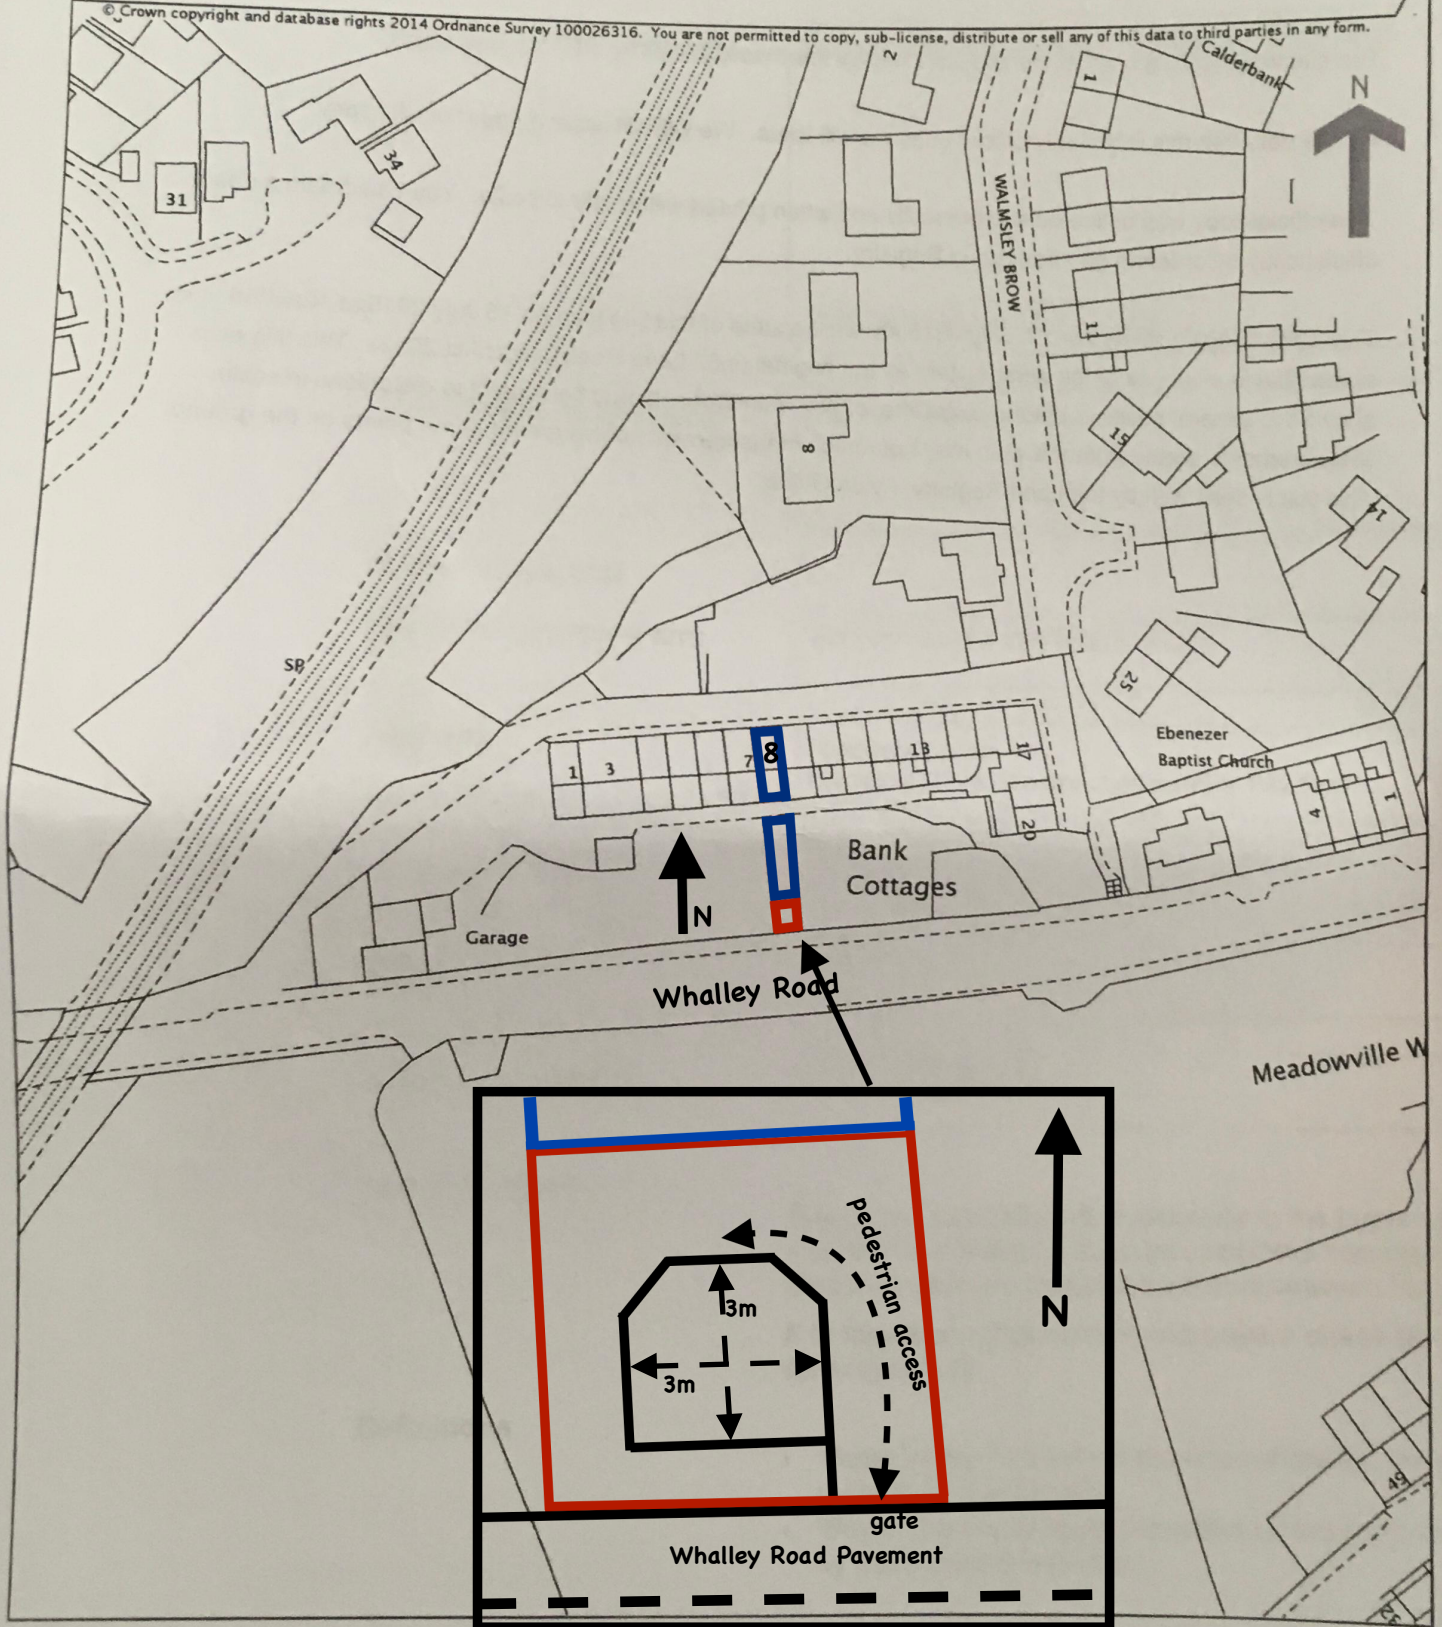 © Crown copyright and database rights 2014 Ordnance Survey 100026316. You are not permitted to copy, sub-license, distribute or sell any of this data to third parties in any form.
Calderbank
2
1
N
34
31
WALMSLEY BROW
11
15
8
14
SP
25
Ebenezer
Baptist Church
1
3
7
8
13
17
20
4
1
Bank
Cottages
N
Garage
Whalley Road
Meadowville W
pedestrian access
3m
3m
N
gate
Whalley Road Pavement
49
32